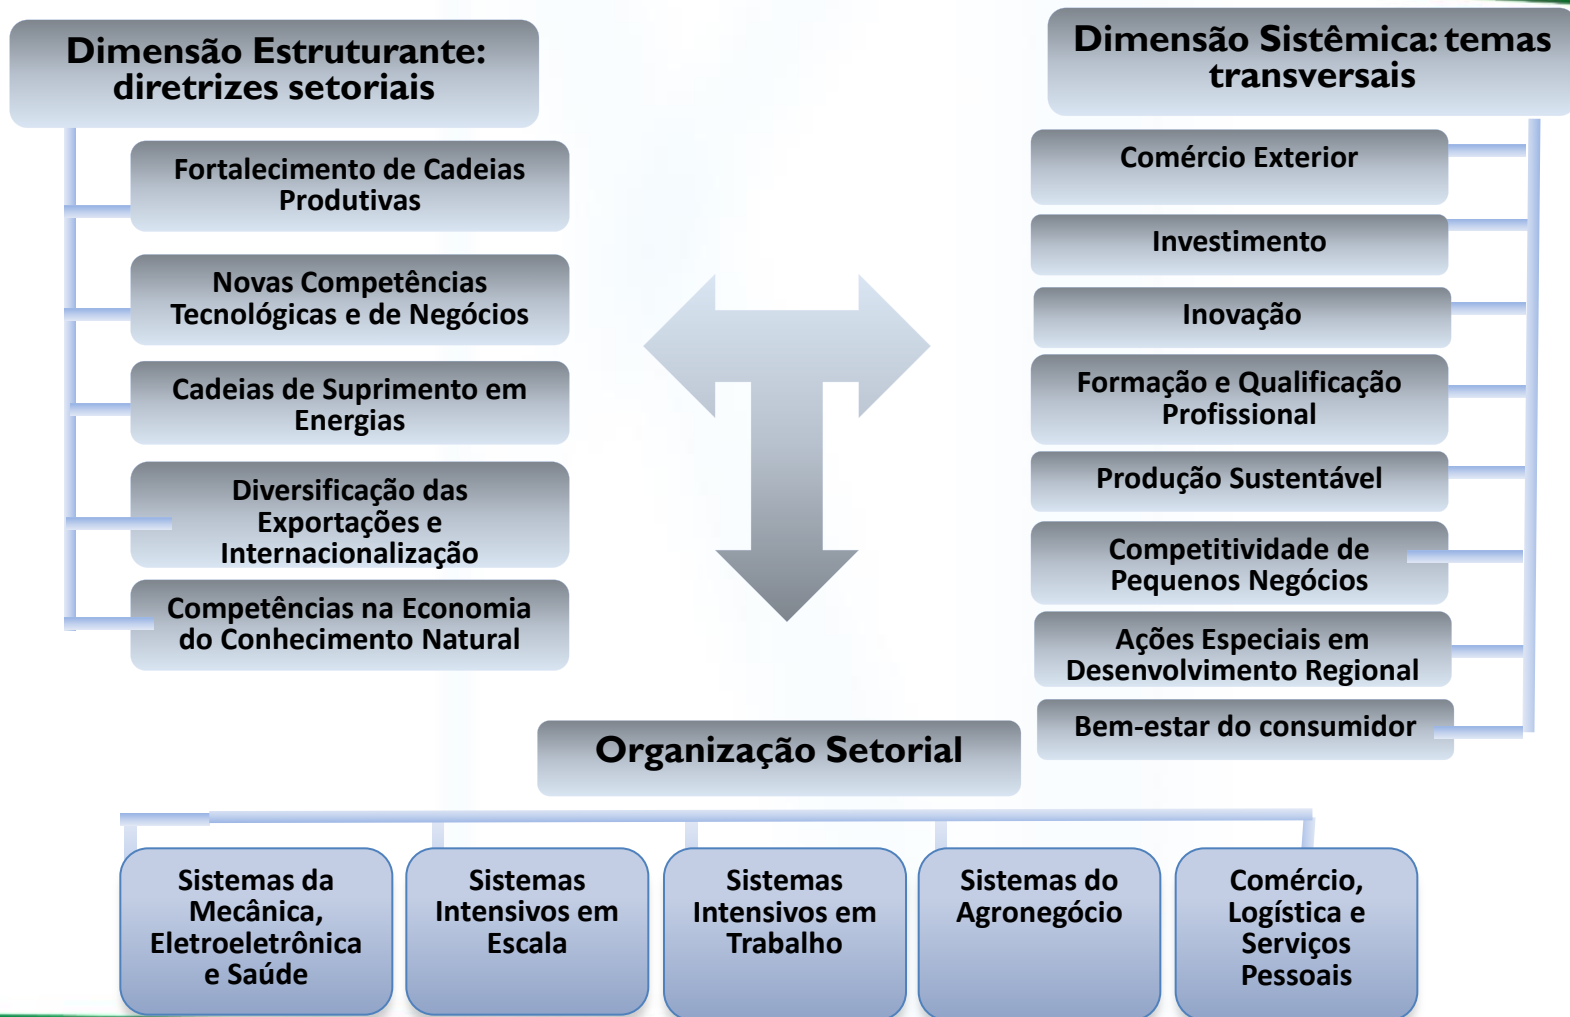 Dimensão Estruturante:
diretrizes setoriais
Fortalecimento de Cadeias
Produtivas
Novas Competências
Tecnológicas e de Negócios
Cadeias de Suprimento em
Energias
Diversificação das
Exportações e
Internacionalização
Competências na Economia
do Conhecimento Natural
Dimensão Sistêmica: temas
transversais
Comércio Exterior
Investimento
Inovação
Formação e Qualificação
Profissional
Produção Sustentável
Competitividade de
Pequenos Negócios
Ações Especiais em
Desenvolvimento Regional
Bem-estar do consumidor
Organização Setorial
Sistemas da
Mecânica,
Eletroeletrônica
e Saúde
Sistemas
Intensivos em
Escala
Sistemas
Intensivos em
Trabalho
Sistemas do
Agronegócio
Comércio,
Logística e
Serviços
Pessoais